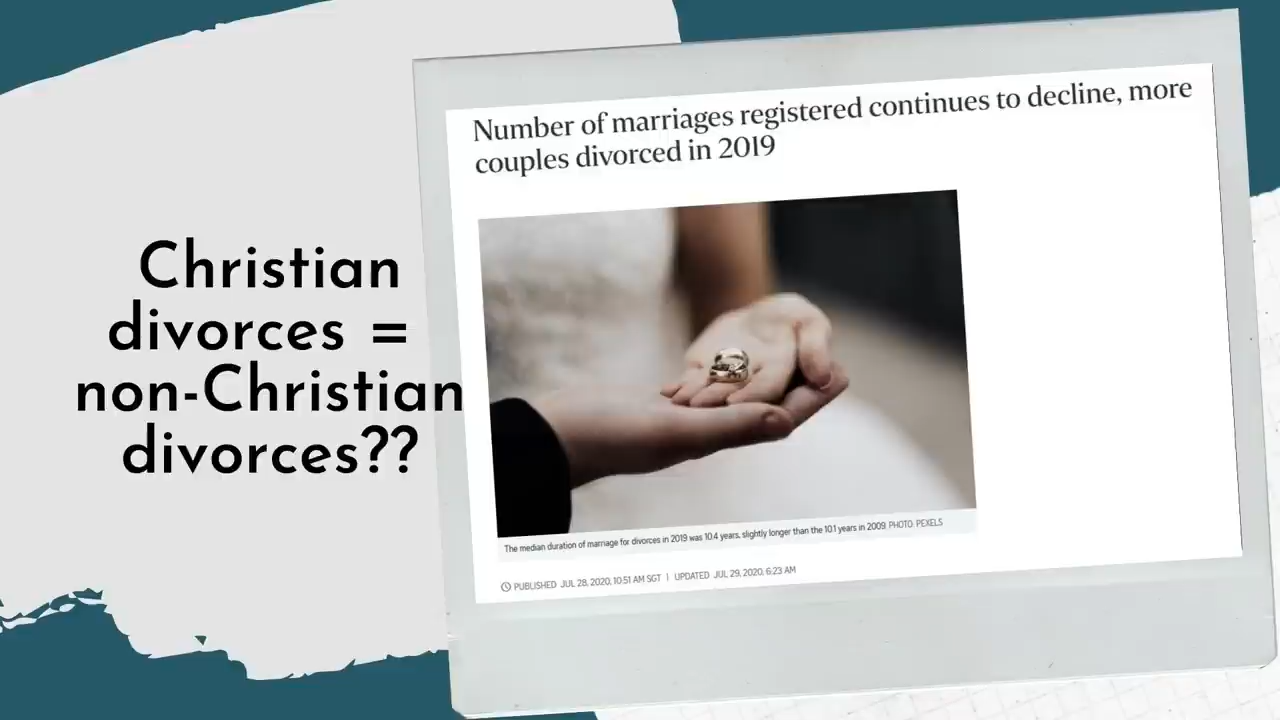 Christian
divorces =
non-Christian
divorces??
Number of marriages registered continues to decline, more
couples divorced in 2019
The median duration of marriage for divorces in 2019 was 10.4 years, slightly longer than the 10.1 years in 2009. PHOTO: PEXELS
PUBLISHED JUL 28, 2020, 10:51 AM SGT | UPDATED JUL 29, 2020, 6:23 AM